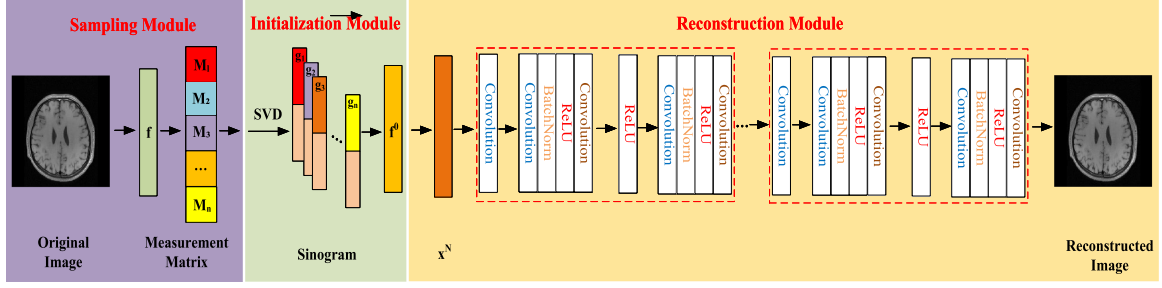 Sampling Module
Initialization Module
Reconstruction Module
f
M₁
M₂
M₃
...
Mₙ
SVD
g₁
g₂
g₃
gₙ
f⁰
Convolution
Convolution
BatchNorm
ReLU
Convolution
ReLU
Convolution
BatchNorm
ReLU
Convolution
...
Convolution
Convolution
BatchNorm
ReLU
Convolution
ReLU
Convolution
BatchNorm
ReLU
Convolution
Original
Image
Measurement
Matrix
Sinogram
xᴺ
Reconstructed
Image